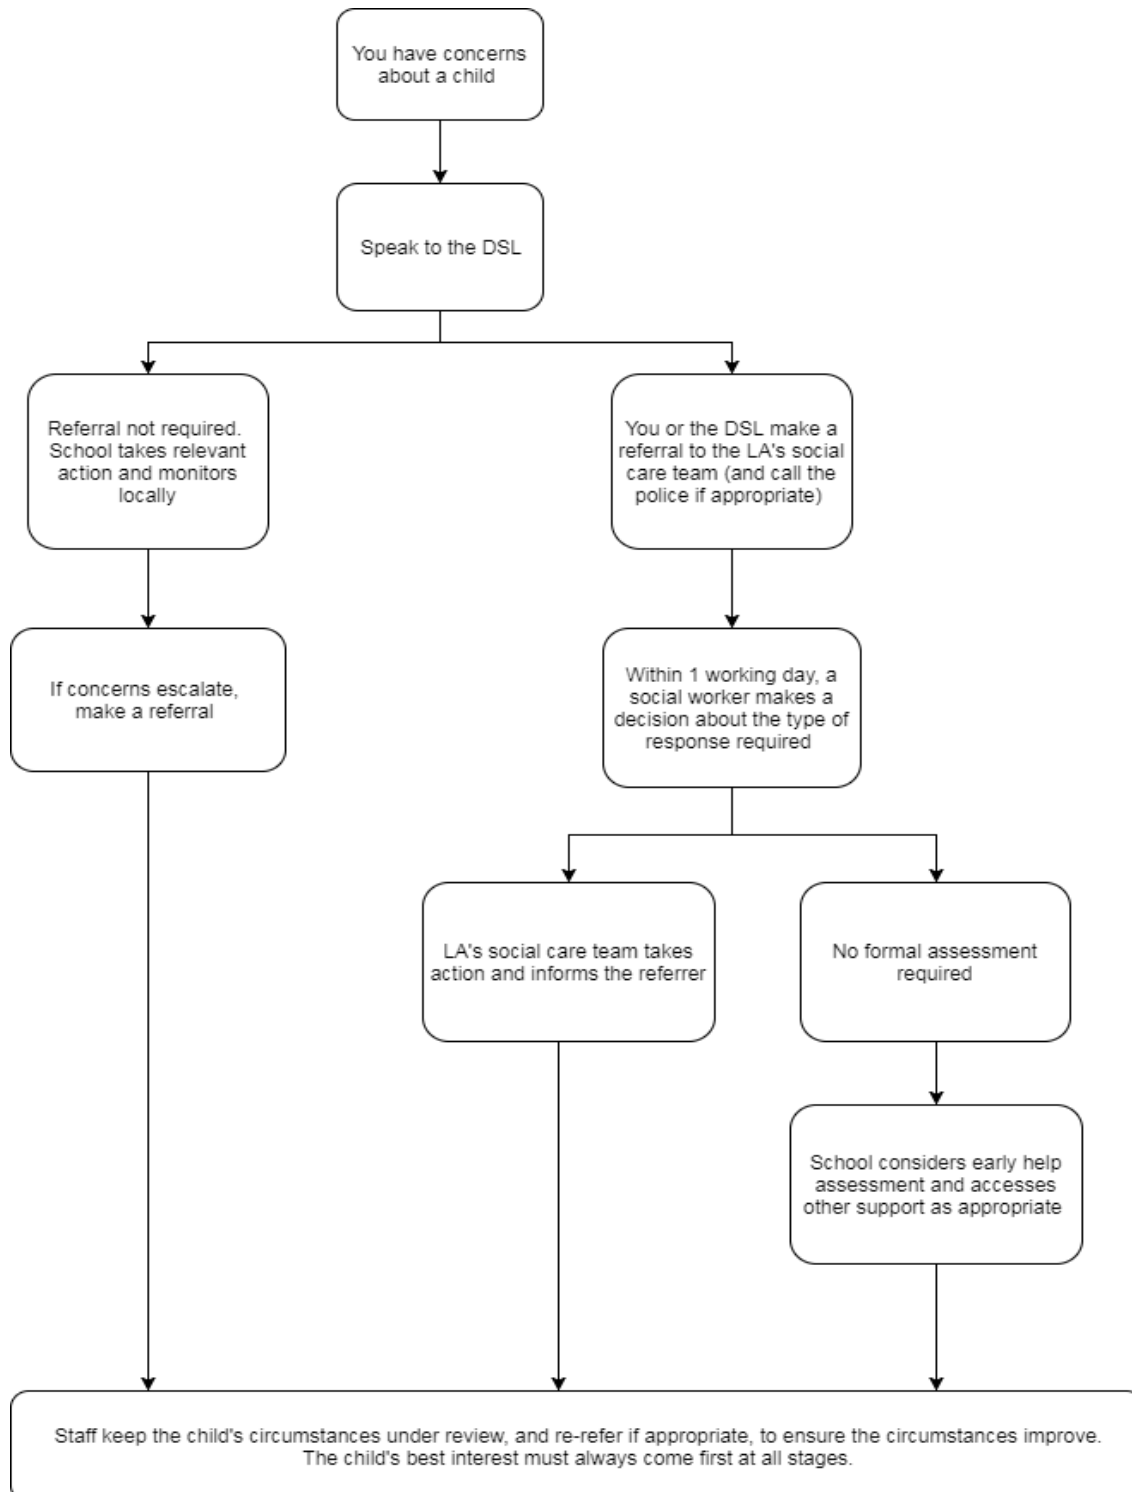 You have concerns
about a child
Speak to the DSL
Referral not required.
School takes relevant
action and monitors
locally
You or the DSL make a
referral to the LA's social
care team (and call the
police if appropriate)
If concerns escalate,
make a referral
Within 1 working day, a
social worker makes a
decision about the type of
response required
LA's social care team takes
action and informs the referrer
No formal assessment
required
School considers early help
assessment and accesses
other support as appropriate
Staff keep the child's circumstances under review, and re-refer if appropriate, to ensure the circumstances improve.
The child's best interest must always come first at all stages.